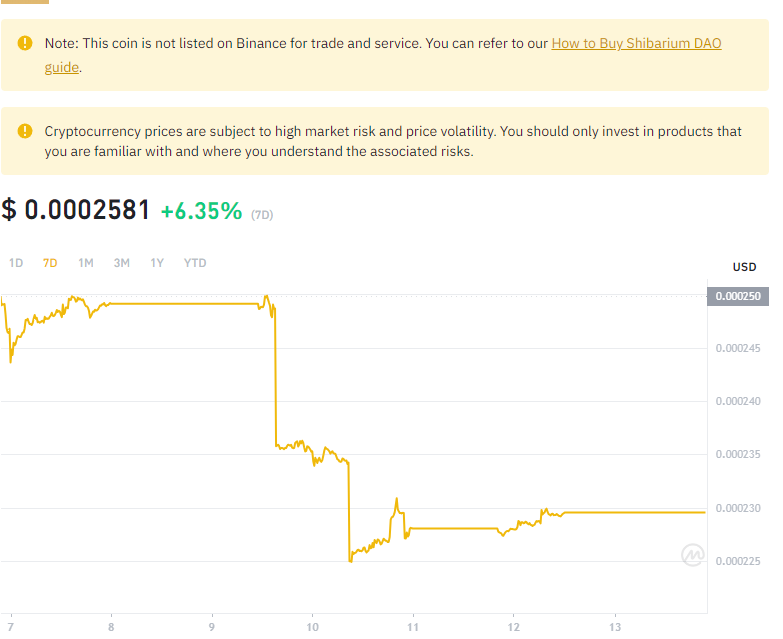 Note: This coin is not listed on Binance for trade and service. You can refer to our How to Buy Shibarium DAO
guide.
Cryptocurrency prices are subject to high market risk and price volatility. You should only invest in products that
you are familiar with and where you understand the associated risks.
$ 0.0002581 +6.35% (7D)
1D 7D 1M 3M 1Y YTD
USD
0.000250
0.000245
0.000240
0.000235
0.000230
0.000225
7 8 9 10 11 12 13